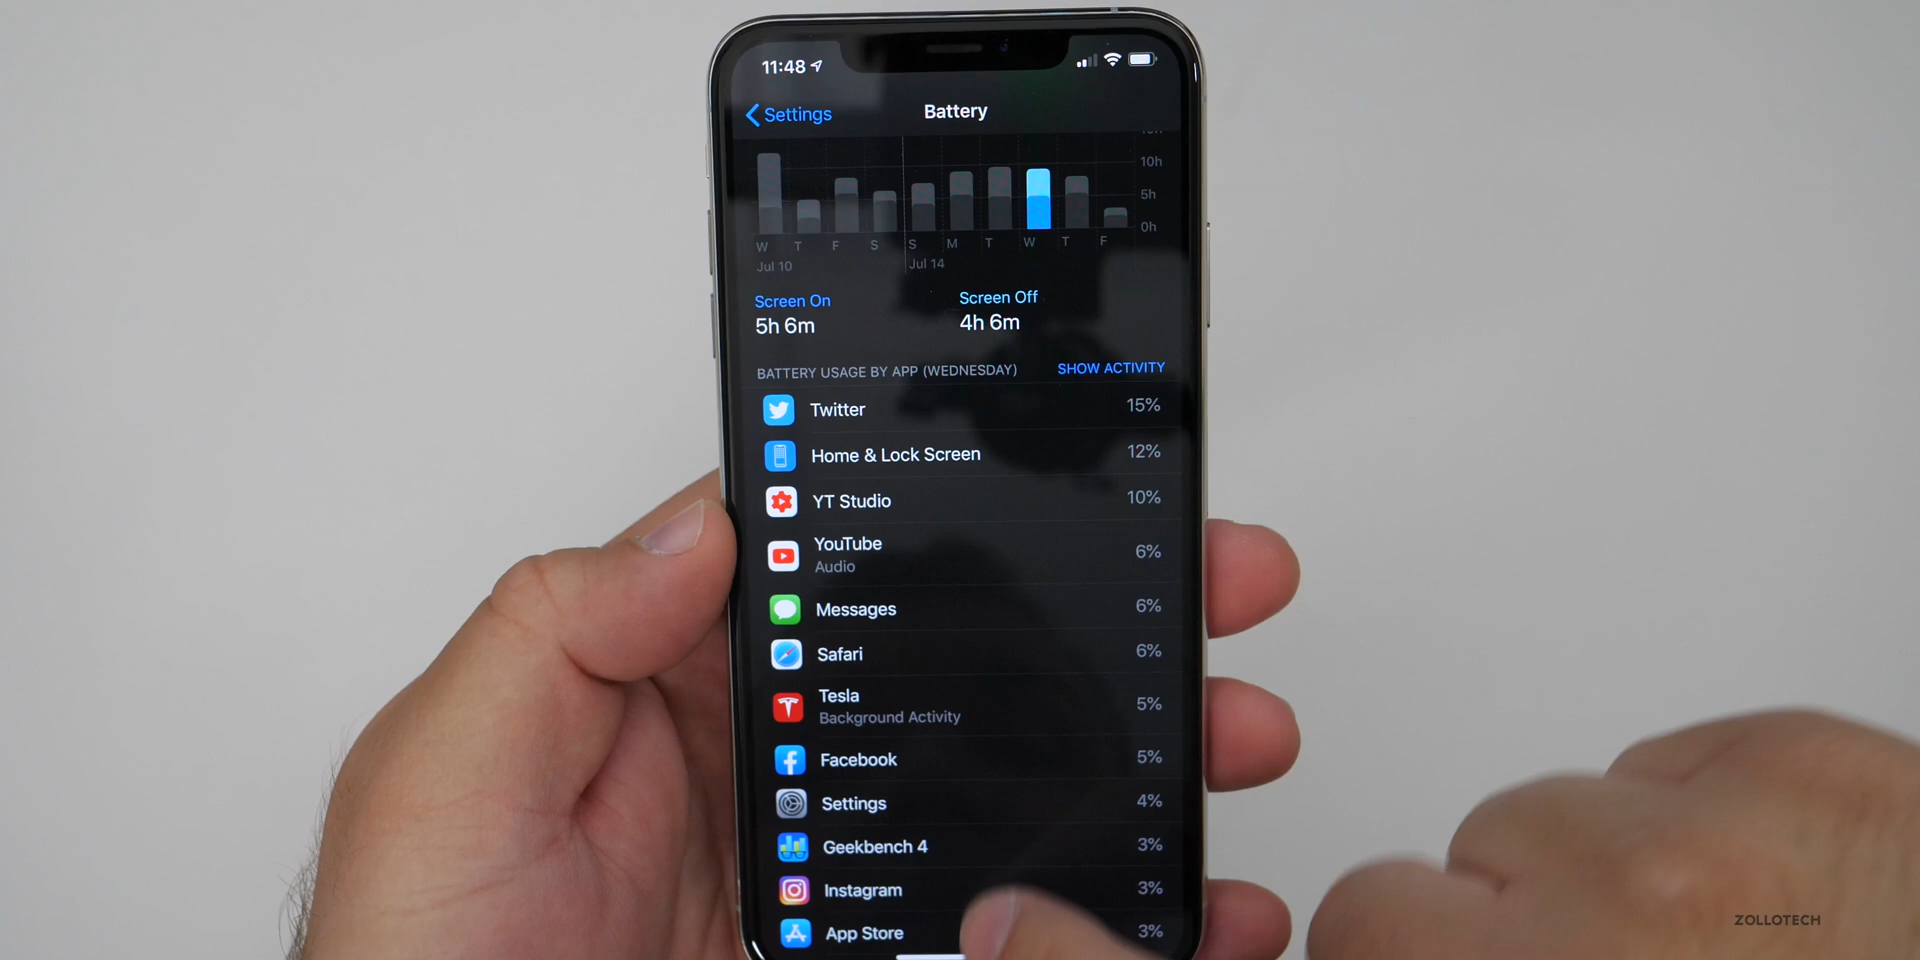 11:48
Settings
Battery
10h
5h
0h
W T F S S M T W T F
Jul 10 Jul 14
Screen On Screen Off
5h 6m 4h 6m
BATTERY USAGE BY APP (WEDNESDAY) SHOW ACTIVITY
Twitter 15%
Home & Lock Screen 12%
YT Studio 10%
YouTube 6%
Audio
Messages 6%
Safari 6%
Tesla 5%
Background Activity
Facebook 5%
Settings 4%
Geekbench 4 3%
Instagram 3%
App Store 3%
ZOLLOTECH